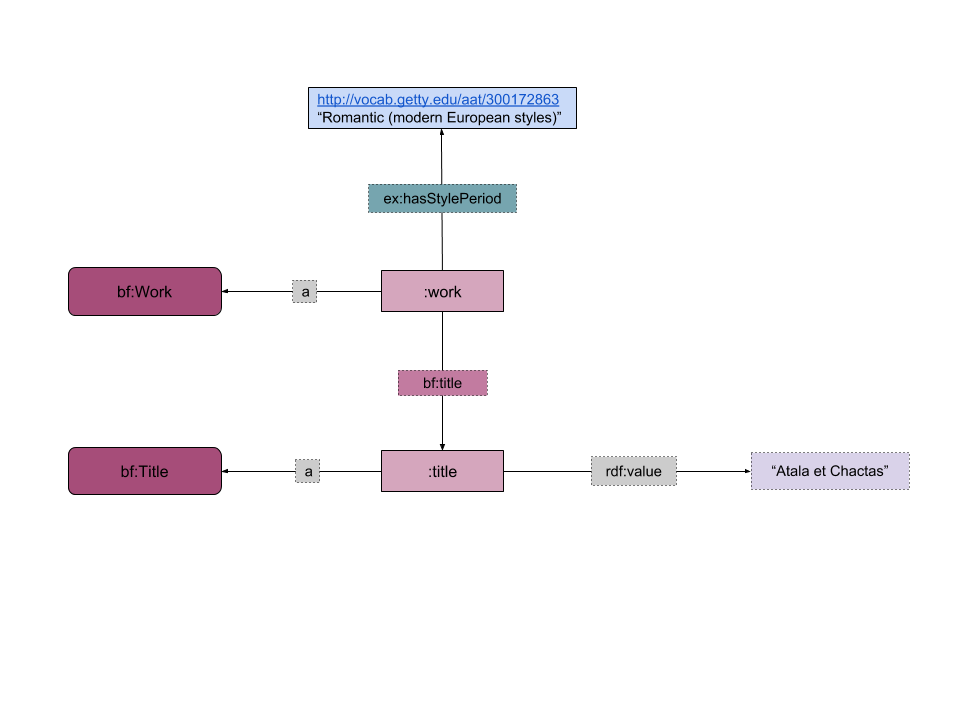 http://vocab.getty.edu/aat/300172863
“Romantic (modern European styles)”
ex:hasStylePeriod
bf:Work
a
:work
bf:title
bf:Title
a
:title
rdf:value
“Atala et Chactas”